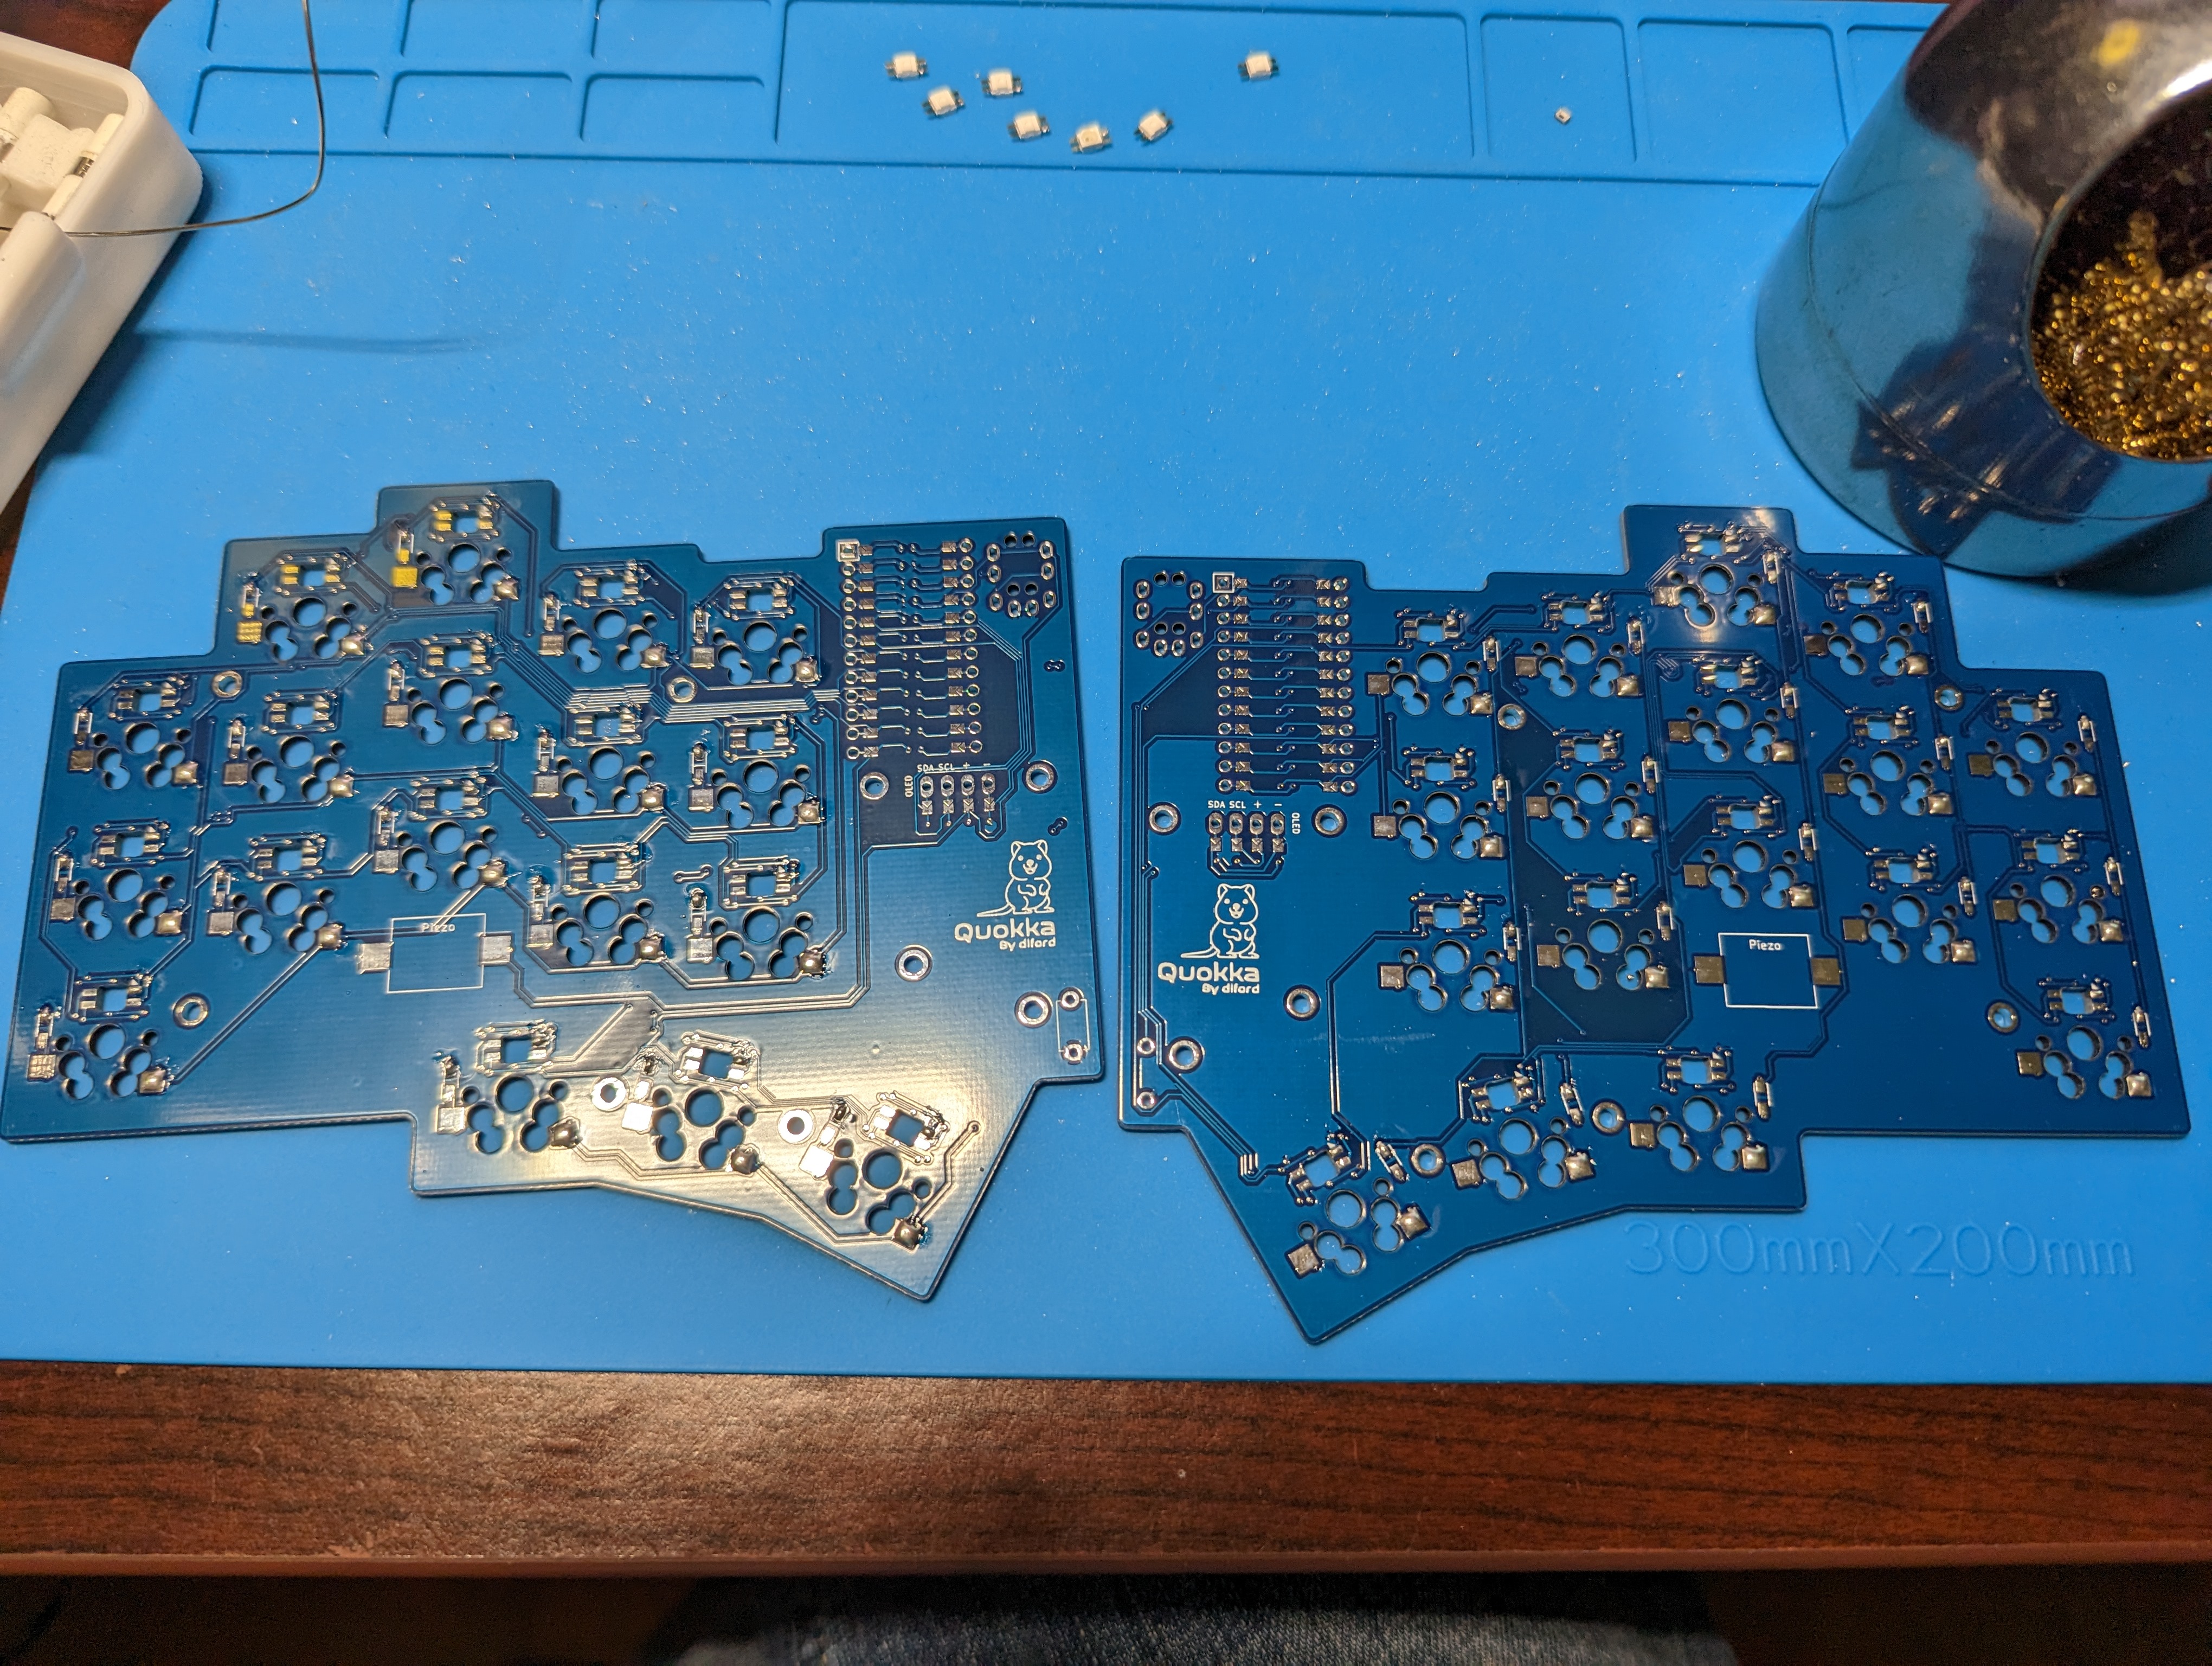 Piezo
SDA SCL + -
OLED
Quokka
By diford
SDA SCL + -
OLED
Quokka
By diford
Piezo
300mmX200mm